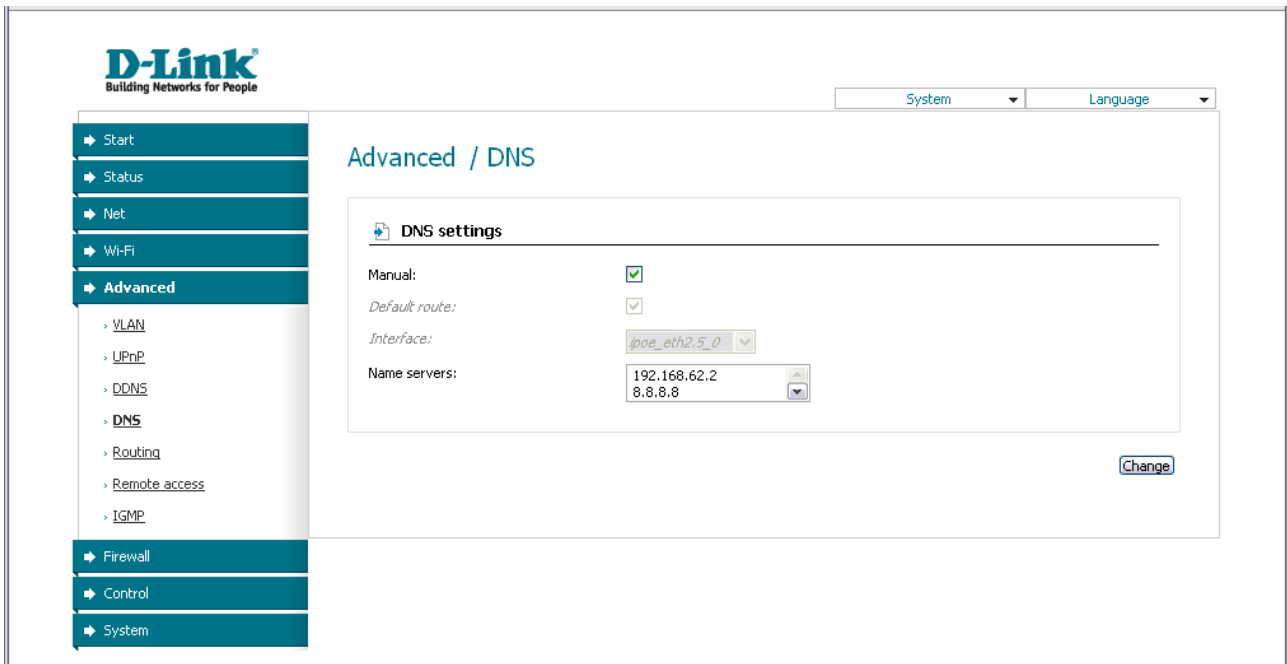 D-Link
Building Networks for People
System
Language
Start
Status
Net
Wi-Fi
Advanced
VLAN
UPnP
DDNS
DNS
Routing
Remote access
IGMP
Firewall
Control
System
Advanced / DNS
DNS settings
Manual:
Default route:
Interface: ipoe_eth2.5_0
Name servers: 192.168.62.2
8.8.8.8
Change